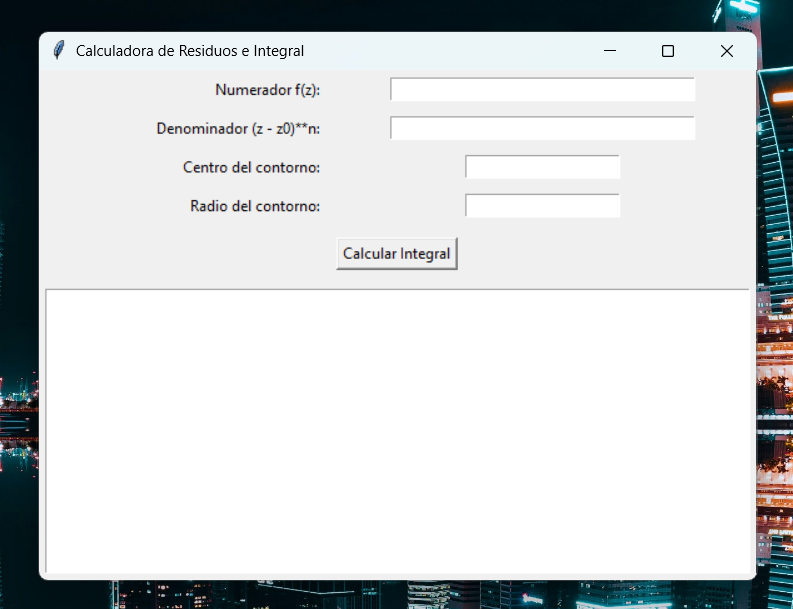 Calculadora de Residuos e Integral
Numerador f(z):
Denominador (z - z0)**n:
Centro del contorno:
Radio del contorno:
Calcular Integral